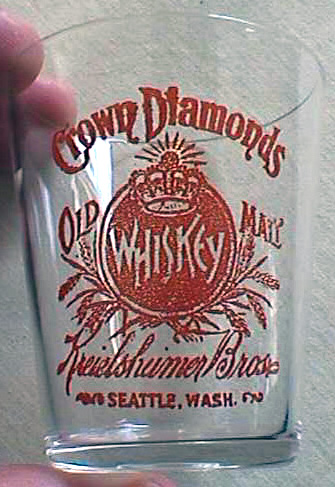 Crown Diamonds
OLD MALT
WHISKEY
Kreielsheimer Bros.
SEATTLE, WASH.